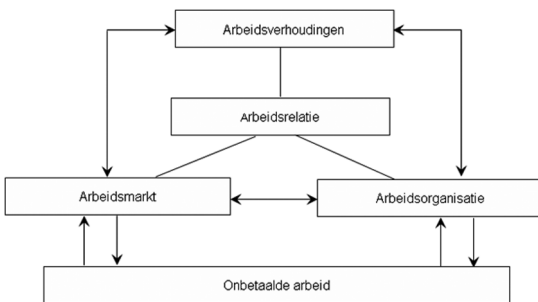 Arbeidsverhoudingen
Arbeidsrelatie
Arbeidsmarkt
Arbeidsorganisatie
Onbetaalde arbeid